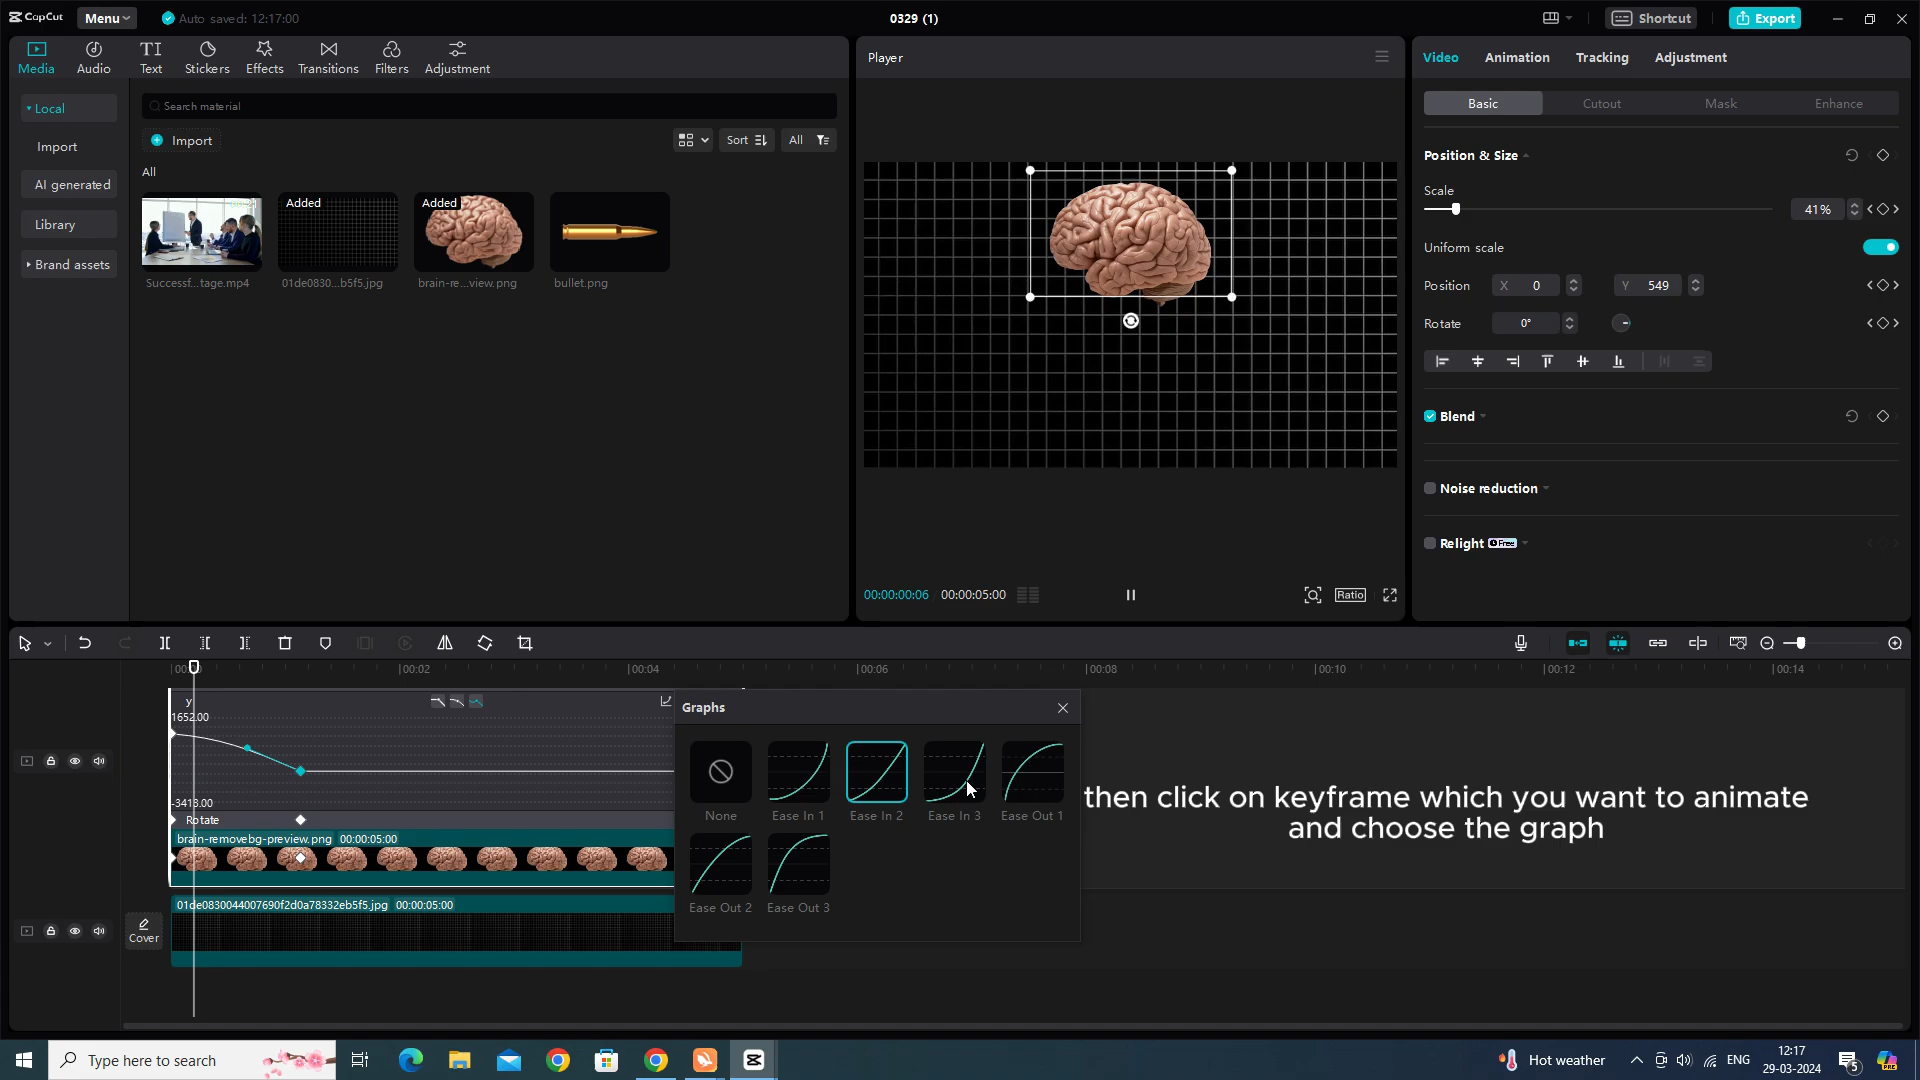 CapCut
Menu
Auto saved: 12:17:00
0329 (1)
Shortcut
Export
Media
Audio
Text
Stickers
Effects
Transitions
Filters
Adjustment
Local
Import
AI generated
Library
Brand assets
Search material
Import
Sort
All
All
Successf...tage.mp4
Added
01de0830...b5f5.jpg
Added
brain-re...view.png
bullet.png
Player
00:00:00:06
00:00:05:00
Ratio
Video
Animation
Tracking
Adjustment
Basic
Cutout
Mask
Enhance
Position & Size
Scale
41%
Uniform scale
Position
X 0
Y 549
Rotate
0°
Blend
Noise reduction
Relight Free
00:02
00:04
00:06
00:08
00:10
00:12
00:14
y
1652.00
-3413.00
Rotate
brain-removebg-preview.png 00:00:05:00
Cover
01de0830044007690f2d0a78332eb5f5.jpg 00:00:05:00
Graphs
None
Ease In 1
Ease In 2
Ease In 3
Ease Out 1
Ease Out 2
Ease Out 3
then click on keyframe which you want to animate
and choose the graph
Type here to search
Hot weather
ENG
12:17
29-03-2024
5